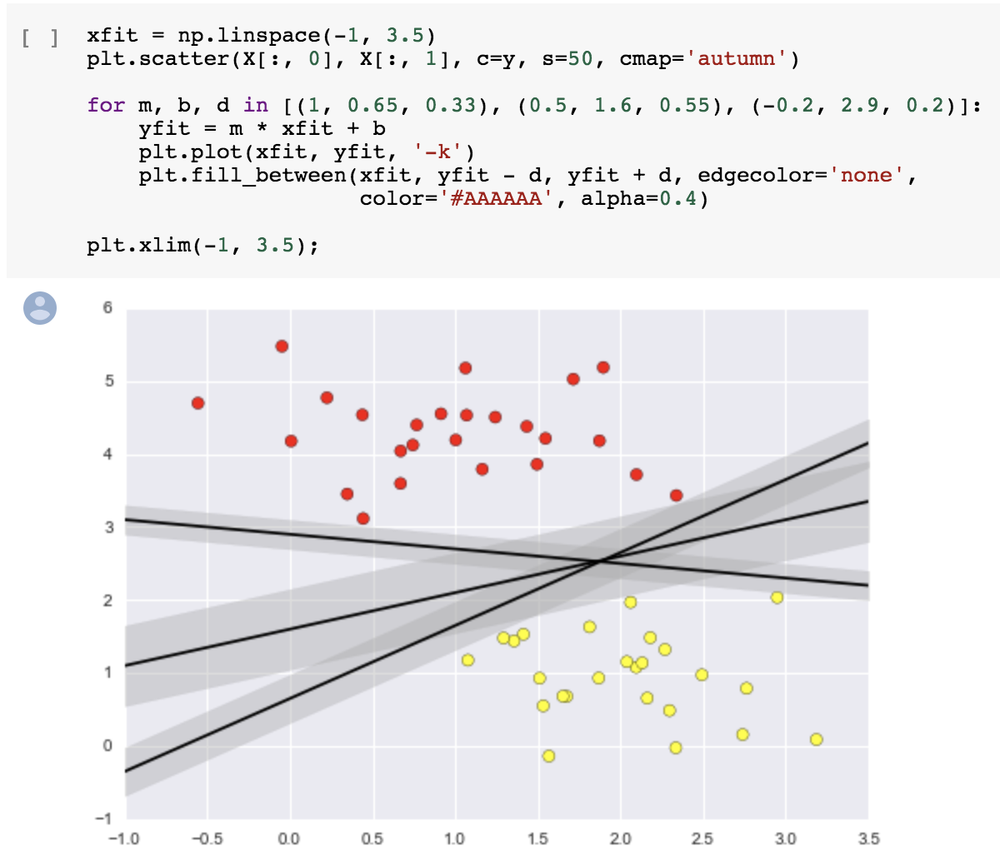 [ ] xfit = np.linspace(-1, 3.5)
plt.scatter(X[:, 0], X[:, 1], c=y, s=50, cmap='autumn')
for m, b, d in [(1, 0.65, 0.33), (0.5, 1.6, 0.55), (-0.2, 2.9, 0.2)]:
    yfit = m * xfit + b
    plt.plot(xfit, yfit, '-k')
    plt.fill_between(xfit, yfit - d, yfit + d, edgecolor='none',
                     color='#AAAAAA', alpha=0.4)
plt.xlim(-1, 3.5);
6
5
4
3
2
1
0
−1
−1.0 −0.5 0.0 0.5 1.0 1.5 2.0 2.5 3.0 3.5